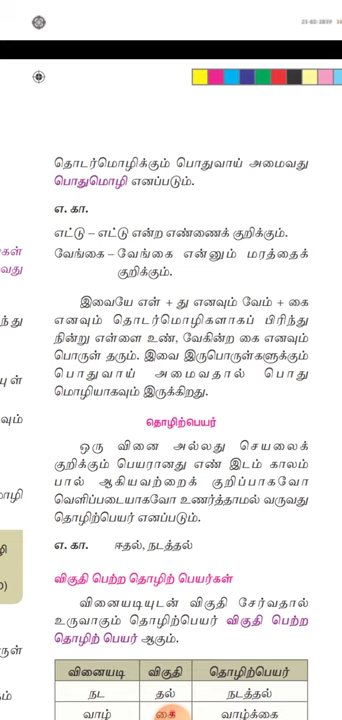 23-02-2019
தொடர்மொழிக்கும் பொதுவாய் அமைவது
பொதுமொழி எனப்படும்.
எ. கா.
எட்டு – எட்டு என்ற எண்ணைக் குறிக்கும்.
வேங்கை – வேங்கை என்னும் மரத்தைக்
குறிக்கும்.
இவையே எள் + து எனவும் வேம் + கை
எனவும் தொடர்மொழிகளாகப் பிரிந்து
நின்று எள்ளை உண், வேகின்ற கை எனவும்
பொருள் தரும். இவை இருபொருள்களுக்கும்
பொதுவாய் அமைவதால் பொது
மொழியாகவும் இருக்கிறது.
தொழிற்பெயர்
ஒரு வினை அல்லது செயலைக்
குறிக்கும் பெயரானது எண் இடம் காலம்
பால் ஆகியவற்றைக் குறிப்பாகவோ
வெளிப்படையாகவோ உணர்த்தாமல் வருவது
தொழிற்பெயர் எனப்படும்.
எ. கா. ஈதல், நடத்தல்
விகுதி பெற்ற தொழிற் பெயர்கள்
வினையடியுடன் விகுதி சேர்வதால்
உருவாகும் தொழிற்பெயர் விகுதி பெற்ற
தொழிற் பெயர் ஆகும்.
வினையடி விகுதி தொழிற்பெயர்
நட தல் நடத்தல்
வாழ் கை வாழ்க்கை